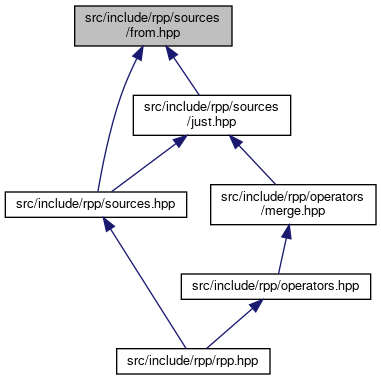 src/include/rpp/sources
/from.hpp
src/include/rpp/sources
/just.hpp
src/include/rpp/sources.hpp
src/include/rpp/operators
/merge.hpp
src/include/rpp/operators.hpp
src/include/rpp/rpp.hpp